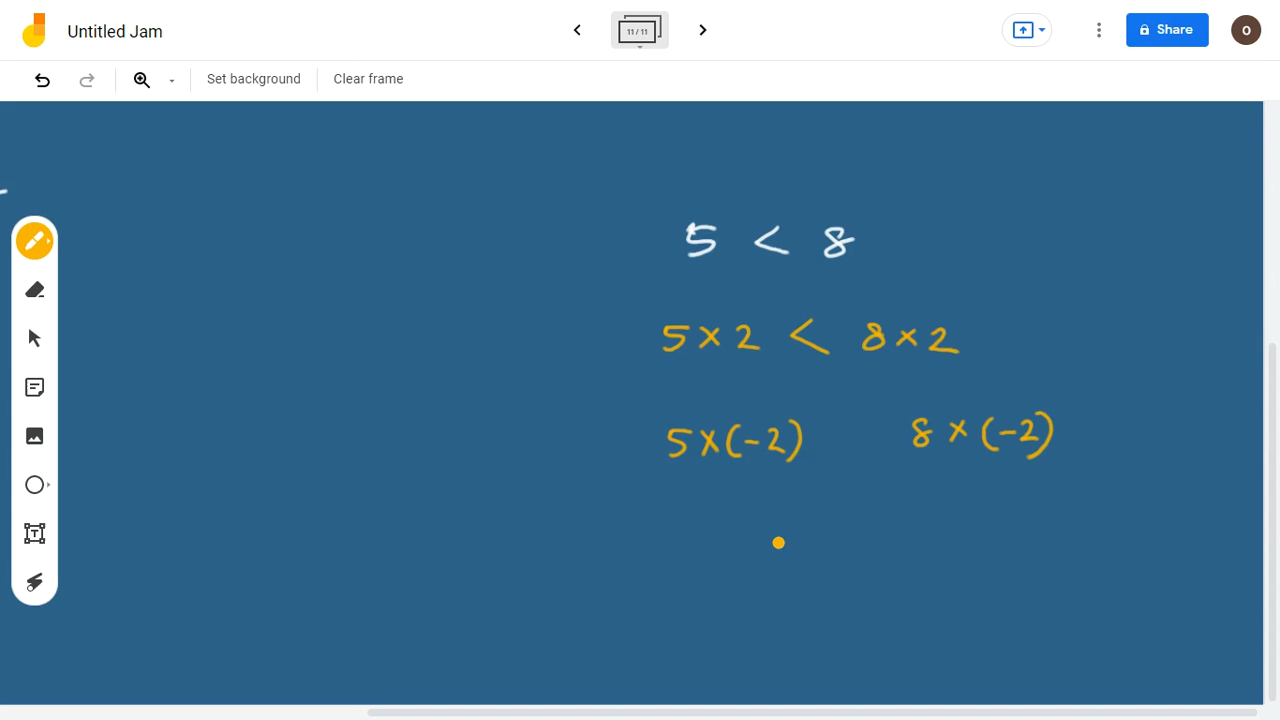 Untitled Jam
11 / 11
Share
O
Set background
Clear frame
5 < 8
5 × 2 < 8 × 2
5 × (-2) 8 × (-2)